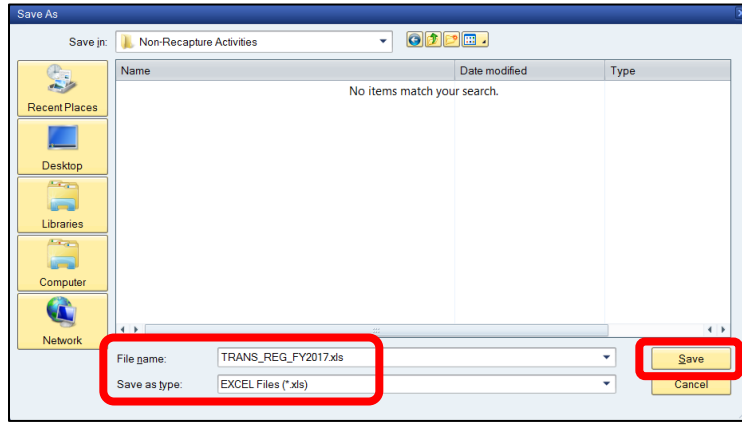 Save As
Save in: Non-Recapture Activities
Name Date modified Type
No items match your search.
Recent Places
Desktop
Libraries
Computer
Network
File name: TRANS_REG_FY2017.xls Save
Save as type: EXCEL Files (*.xls) Cancel